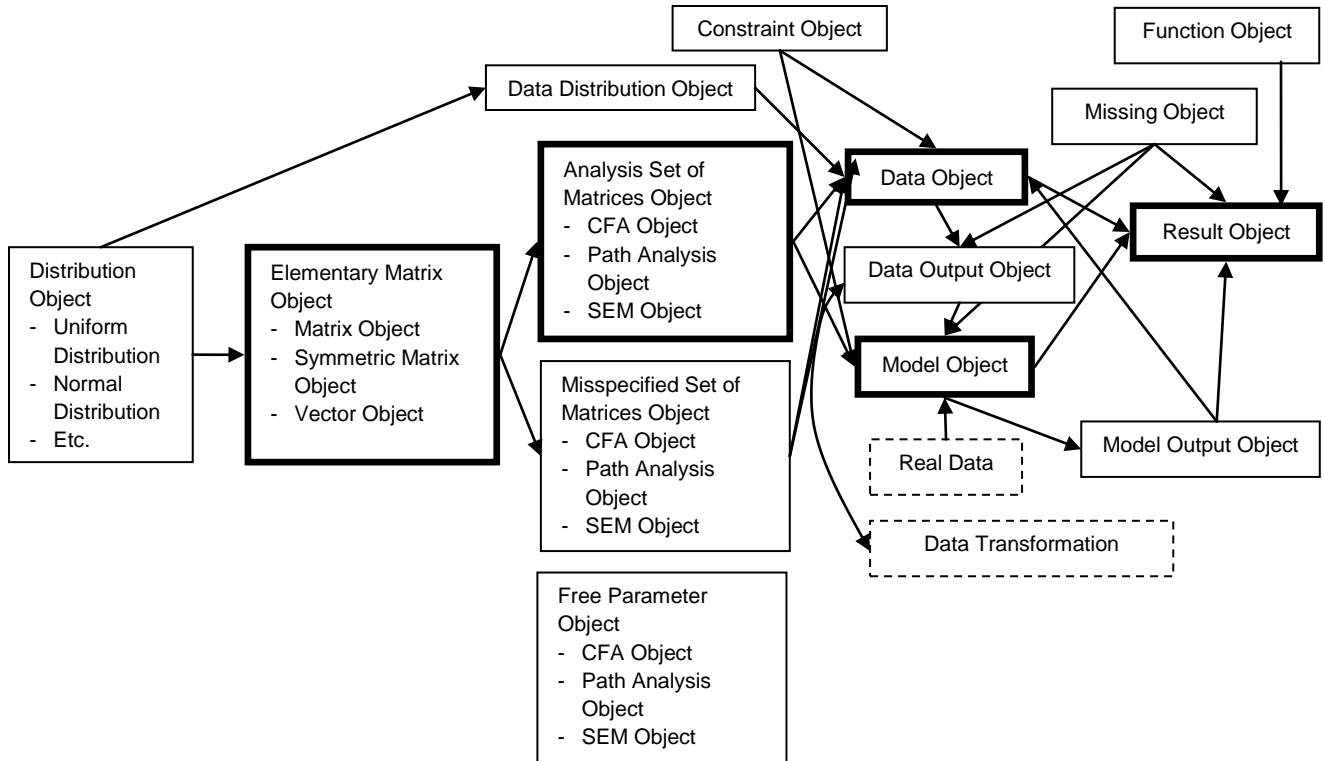 Constraint Object
Function Object
Data Distribution Object
Missing Object
Analysis Set of
Matrices Object
- CFA Object
- Path Analysis
Object
- SEM Object
Data Object
Result Object
Distribution
Object
- Uniform
Distribution
- Normal
Distribution
- Etc.
Elementary Matrix
Object
- Matrix Object
- Symmetric Matrix
Object
- Vector Object
Data Output Object
Misspecified Set of
Matrices Object
- CFA Object
- Path Analysis
Object
- SEM Object
Model Object
Model Output Object
Real Data
Data Transformation
Free Parameter
Object
- CFA Object
- Path Analysis
Object
- SEM Object